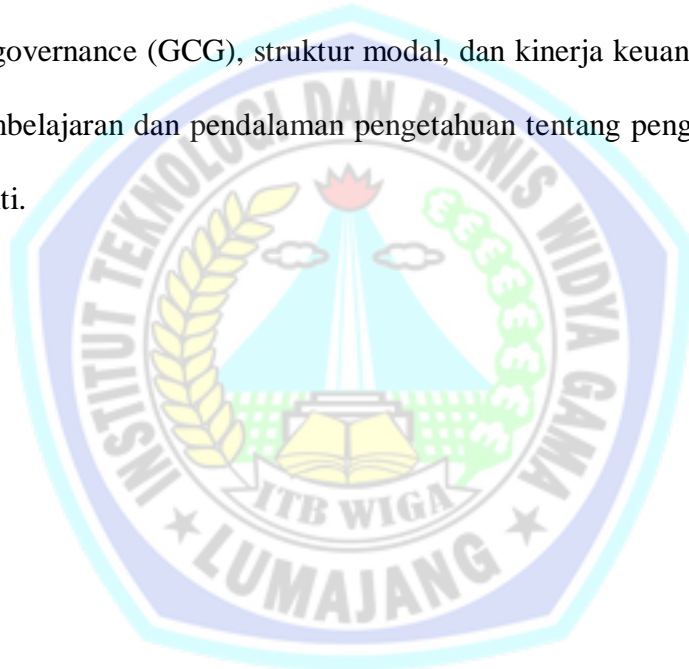 governance (GCG), struktur modal, dan kinerja keuan
belajaran dan pendalaman pengetahuan tentang peng
ti.
INSTITUT TEKNOLOGI DAN BISNIS WIDYA GAMA
ITB WIGA
LUMAJANG